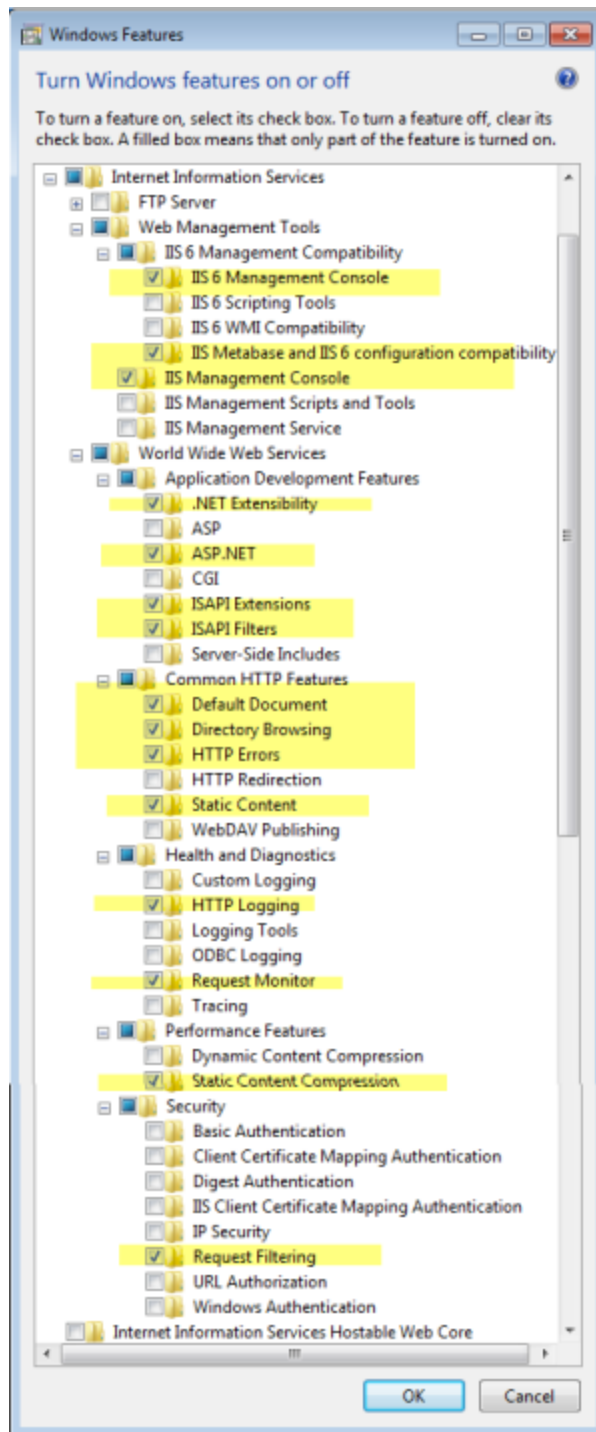 Windows Features
Turn Windows features on or off
To turn a feature on, select its check box. To turn a feature off, clear its
check box. A filled box means that only part of the feature is turned on.
Internet Information Services
FTP Server
Web Management Tools
IIS 6 Management Compatibility
IIS 6 Management Console
IIS 6 Scripting Tools
IIS 6 WMI Compatibility
IIS Metabase and IIS 6 configuration compatibility
IIS Management Console
IIS Management Scripts and Tools
IIS Management Service
World Wide Web Services
Application Development Features
.NET Extensibility
ASP
ASP.NET
CGI
ISAPI Extensions
ISAPI Filters
Server-Side Includes
Common HTTP Features
Default Document
Directory Browsing
HTTP Errors
HTTP Redirection
Static Content
WebDAV Publishing
Health and Diagnostics
Custom Logging
HTTP Logging
Logging Tools
ODBC Logging
Request Monitor
Tracing
Performance Features
Dynamic Content Compression
Static Content Compression
Security
Basic Authentication
Client Certificate Mapping Authentication
Digest Authentication
IIS Client Certificate Mapping Authentication
IP Security
Request Filtering
URL Authorization
Windows Authentication
Internet Information Services Hostable Web Core
OK Cancel